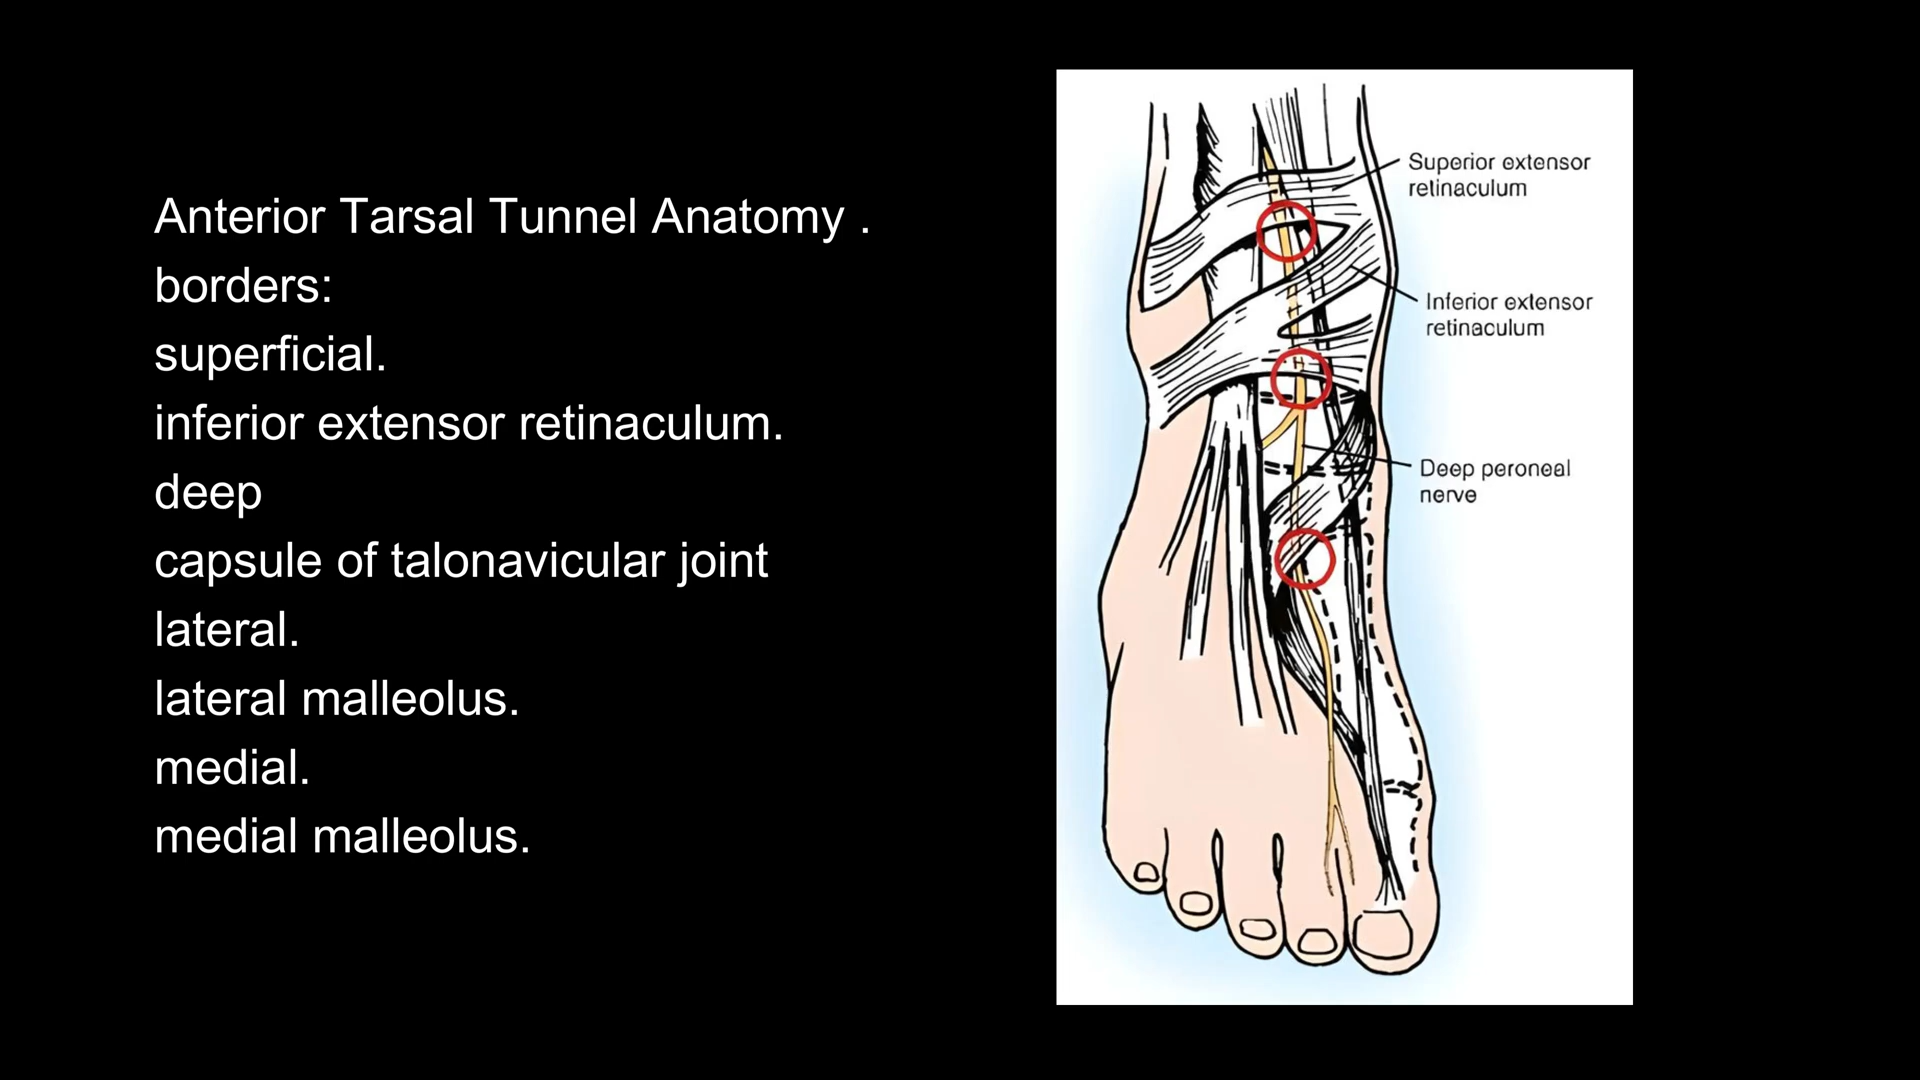 Anterior Tarsal Tunnel Anatomy .
borders:
superficial.
inferior extensor retinaculum.
deep
capsule of talonavicular joint
lateral.
lateral malleolus.
medial.
medial malleolus.
Superior extensor
retinaculum
Inferior extensor
retinaculum
Deep peroneal
nerve